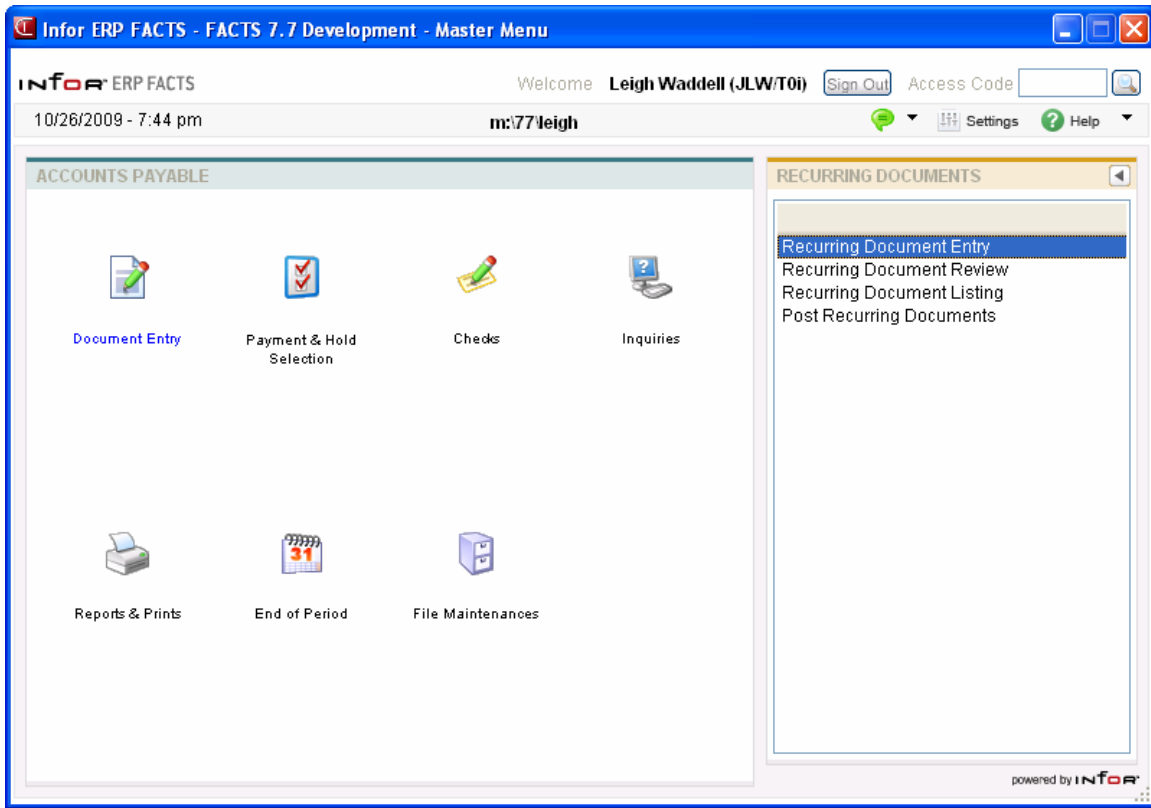 Infor ERP FACTS - FACTS 7.7 Development - Master Menu
infor ERP FACTS
Welcome Leigh Waddell (JLW/T0i) Sign Out Access Code
10/26/2009 - 7:44 pm
m:\77\leigh
Settings
Help
ACCOUNTS PAYABLE
Document Entry
Payment & Hold
Selection
Checks
Inquiries
31
Reports & Prints
End of Period
File Maintenances
RECURRING DOCUMENTS
Recurring Document Entry
Recurring Document Review
Recurring Document Listing
Post Recurring Documents
powered by infor